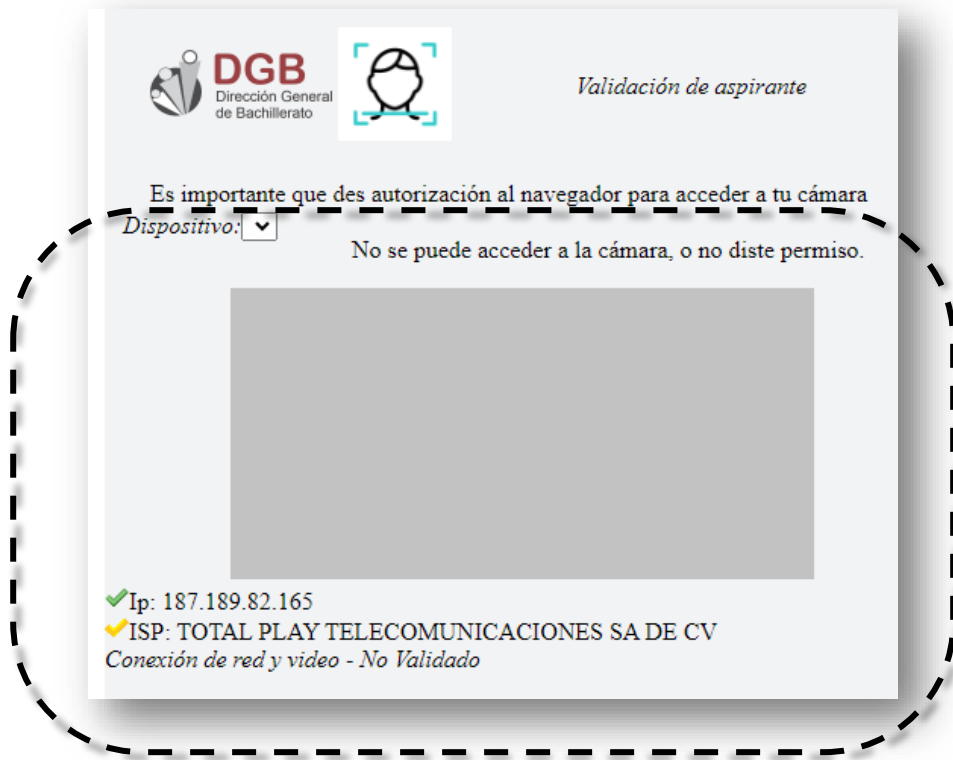 DGB
Dirección General
de Bachillerato
Validación de aspirante
Es importante que des autorización al navegador para acceder a tu cámara
Dispositivo:
No se puede acceder a la cámara, o no diste permiso.
Ip: 187.189.82.165
ISP: TOTAL PLAY TELECOMUNICACIONES SA DE CV
Conexión de red y video - No Validado